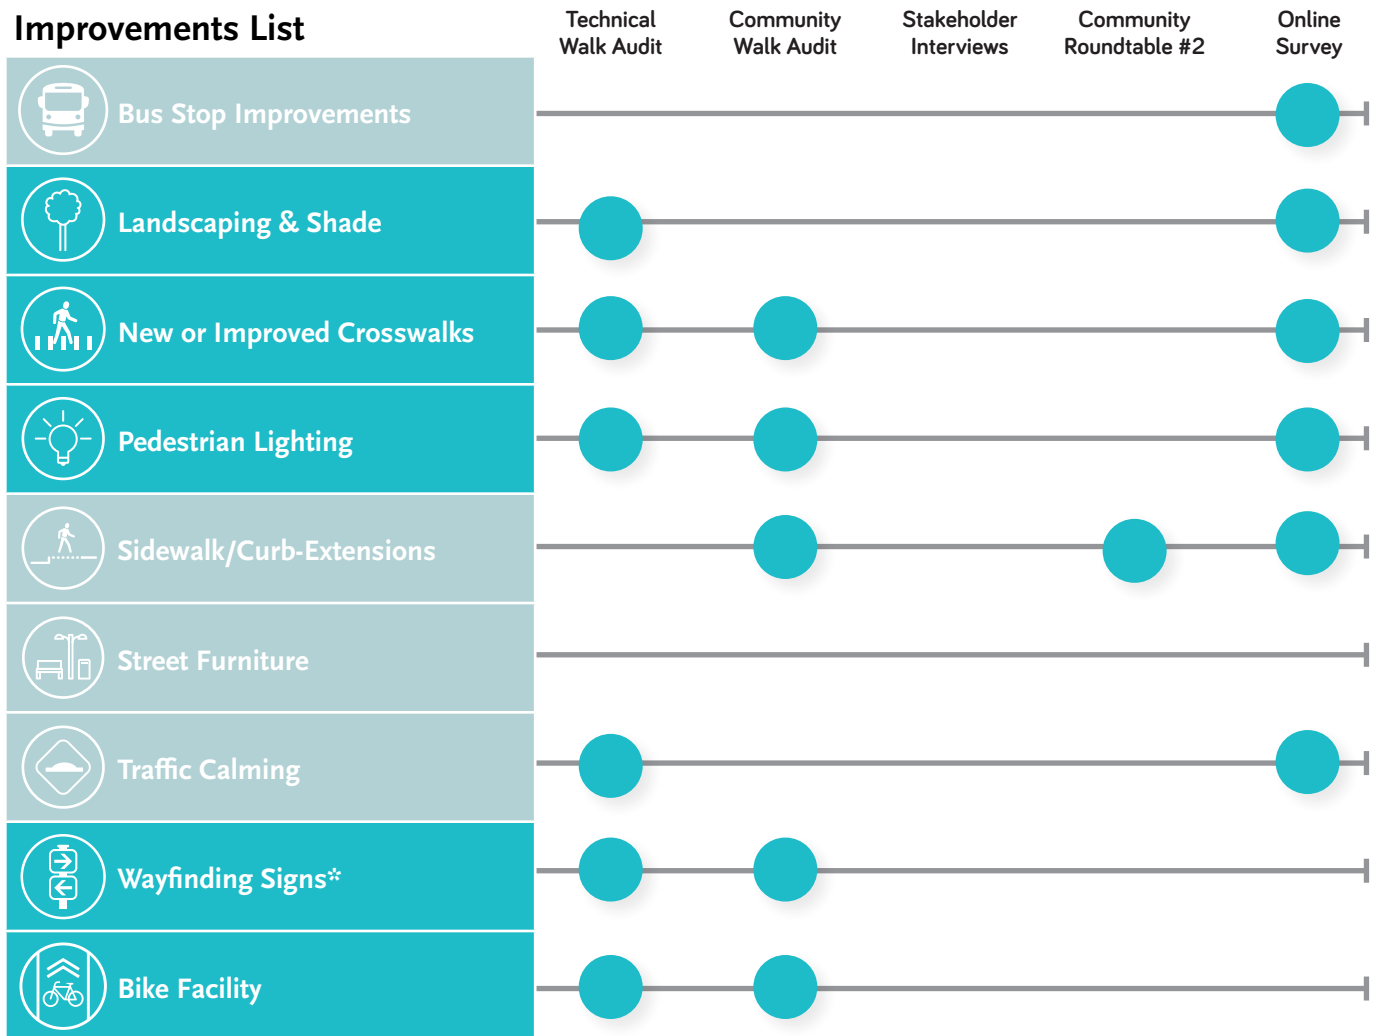 Improvements List
Technical
Walk Audit
Community
Walk Audit
Stakeholder
Interviews
Community
Roundtable #2
Online
Survey
Bus Stop Improvements
Landscaping & Shade
New or Improved Crosswalks
Pedestrian Lighting
Sidewalk/Curb-Extensions
Street Furniture
Traffic Calming
Wayfinding Signs*
Bike Facility